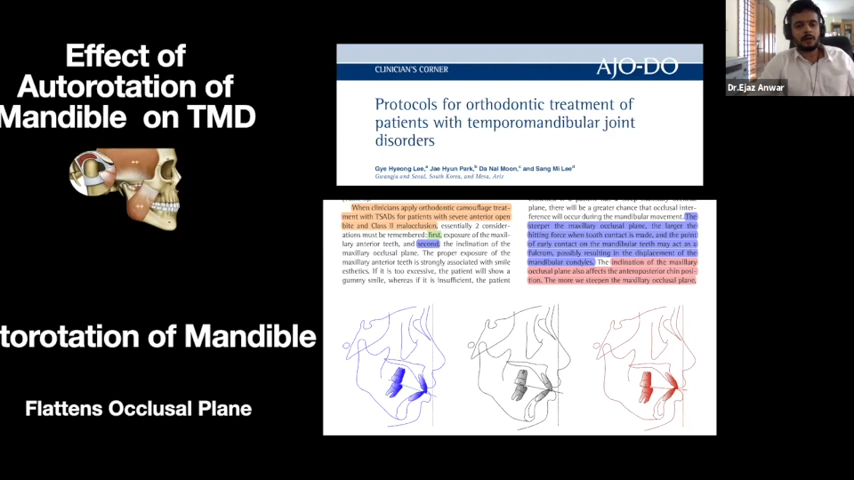 Effect of
Autorotation of
Mandible on TMD
torotation of Mandible
Flattens Occlusal Plane
CLINICIAN'S CORNER
AJO-DO
Protocols for orthodontic treatment of
patients with temporomandibular joint
disorders
Gye Hyeong Lee,a Jae Hyun Park,b Da Nal Moon,c and Sang Mi Leed
Gwangju and Seoul, South Korea, and Mesa, Ariz
When clinicians apply orthodontic camouflage treat-
ment with TSADs for patients with severe anterior open
bite and Class II malocclusion, essentially 2 consider-
ations must be remembered: first, exposure of the maxil-
lary anterior teeth, and second, the inclination of the
maxillary occlusal plane. The proper exposure of the
maxillary anterior teeth is strongly associated with smile
esthetics. If it is too excessive, the patient will show a
gummy smile, whereas if it is insufficient, the patient
plane, there will be a greater chance that occlusal inter-
ference will occur during the mandibular movement. The
steeper the maxillary occlusal plane, the larger the
hitting force when tooth contact is made, and the point
of early contact on the mandibular teeth may act as a
fulcrum, possibly resulting in the displacement of the
mandibular condyles. The inclination of the maxillary
occlusal plane also affects the anteroposterior chin posi-
tion. The more we steepen the maxillary occlusal plane,
Dr.Ejaz Anwar